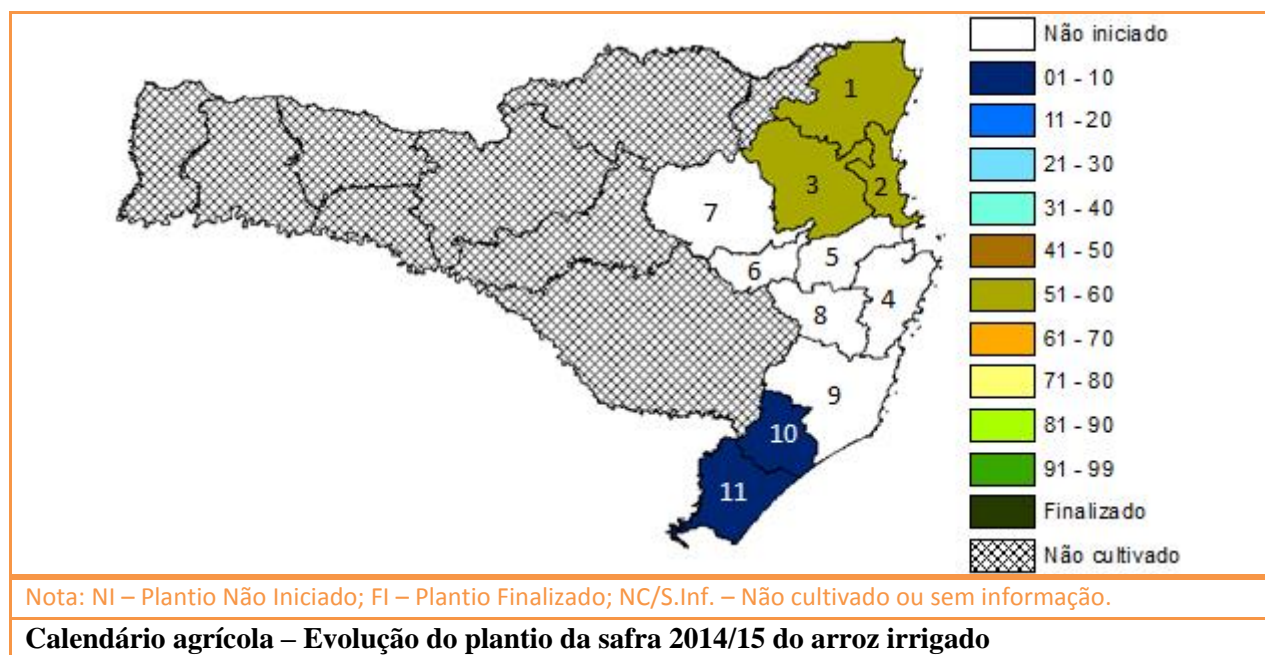 Não iniciado
01 - 10
11 - 20
21 - 30
31 - 40
41 - 50
51 - 60
61 - 70
71 - 80
81 - 90
91 - 99
Finalizado
Não cultivado
1
2
3
7
5
6
4
8
9
10
11
Nota: NI – Plantio Não Iniciado; FI – Plantio Finalizado; NC/S.Inf. – Não cultivado ou sem informação.
Calendário agrícola – Evolução do plantio da safra 2014/15 do arroz irrigado